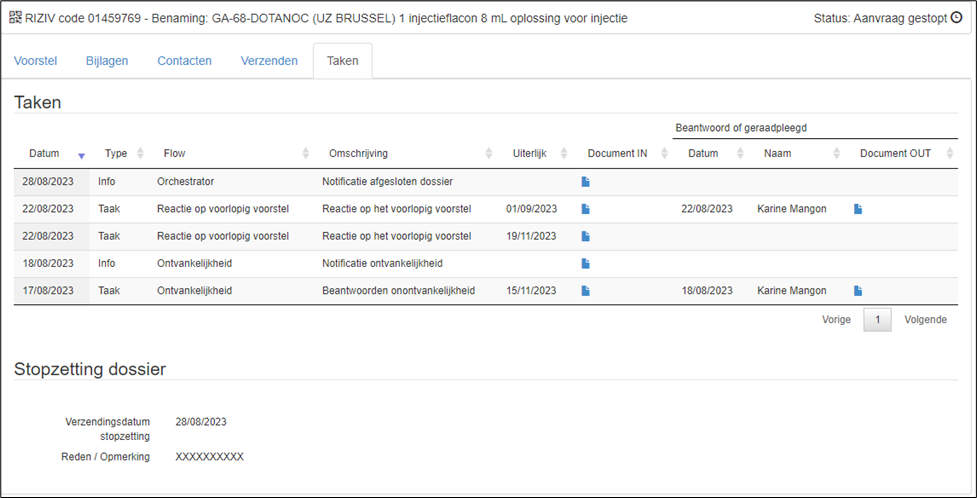 RIZIV code 01459769 - Benaming: GA-68-DOTANOC (UZ BRUSSEL) 1 injectieflacon 8 mL oplossing voor injectie Status: Aanvraag gestopt
Voorstel Bijlagen Contacten Verzenden Taken
Taken
Beantwoord of geraadpleegd
Datum Type Flow Omschrijving Uiterlijk Document IN Datum Naam Document OUT
28/08/2023 Info Orchestrator Notificatie afgesloten dossier
22/08/2023 Taak Reactie op voorlopig voorstel Reactie op het voorlopig voorstel 01/09/2023 22/08/2023 Karine Mangon
22/08/2023 Taak Reactie op voorlopig voorstel Reactie op het voorlopig voorstel 19/11/2023
18/08/2023 Info Ontvankelijkheid Notificatie ontvankelijkheid
17/08/2023 Taak Ontvankelijkheid Beantwoorden onontvankelijkheid 15/11/2023 18/08/2023 Karine Mangon
Vorige 1 Volgende
Stopzetting dossier
Verzendingsdatum 28/08/2023
stopzetting
Reden / Opmerking XXXXXXXXXX